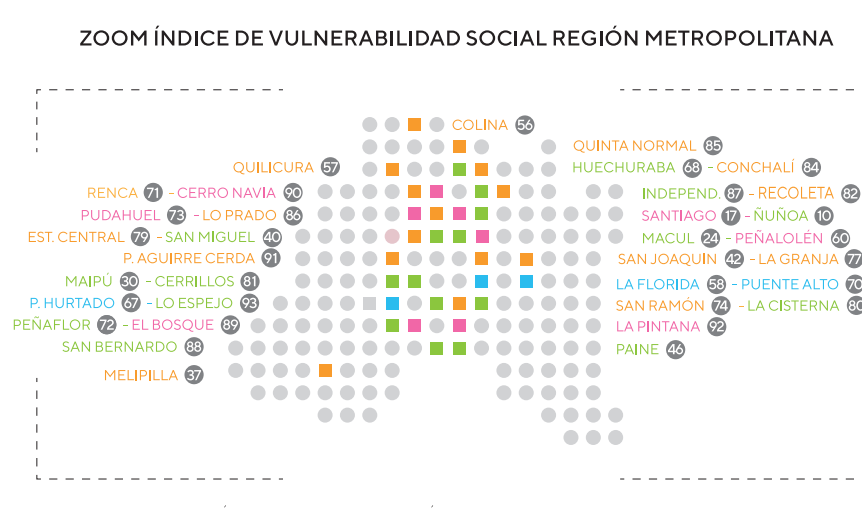 ZOOM ÍNDICE DE VULNERABILIDAD SOCIAL REGIÓN METROPOLITANA
COLINA 56
QUILICURA 57
RENCA 71 - CERRO NAVIA 90
PUDAHUEL 73 - LO PRADO 86
EST. CENTRAL 79 - SAN MIGUEL 40
P. AGUIRRE CERDA 91
MAIPÚ 30 - CERRILLOS 81
P. HURTADO 67 - LO ESPEJO 93
PEÑAFLOR 72 - EL BOSQUE 89
SAN BERNARDO 88
MELIPILLA 37
QUINTA NORMAL 85
HUECHURABA 68 - CONCHALÍ 84
INDEPEND. 87 - RECOLETA 82
SANTIAGO 17 - ÑUÑOA 10
MACUL 24 - PEÑALOLÉN 60
SAN JOAQUÍN 42 - LA GRANJA 77
LA FLORIDA 58 - PUENTE ALTO 70
SAN RAMÓN 74 - LA CISTERNA 80
LA PINTANA 92
PAINE 46